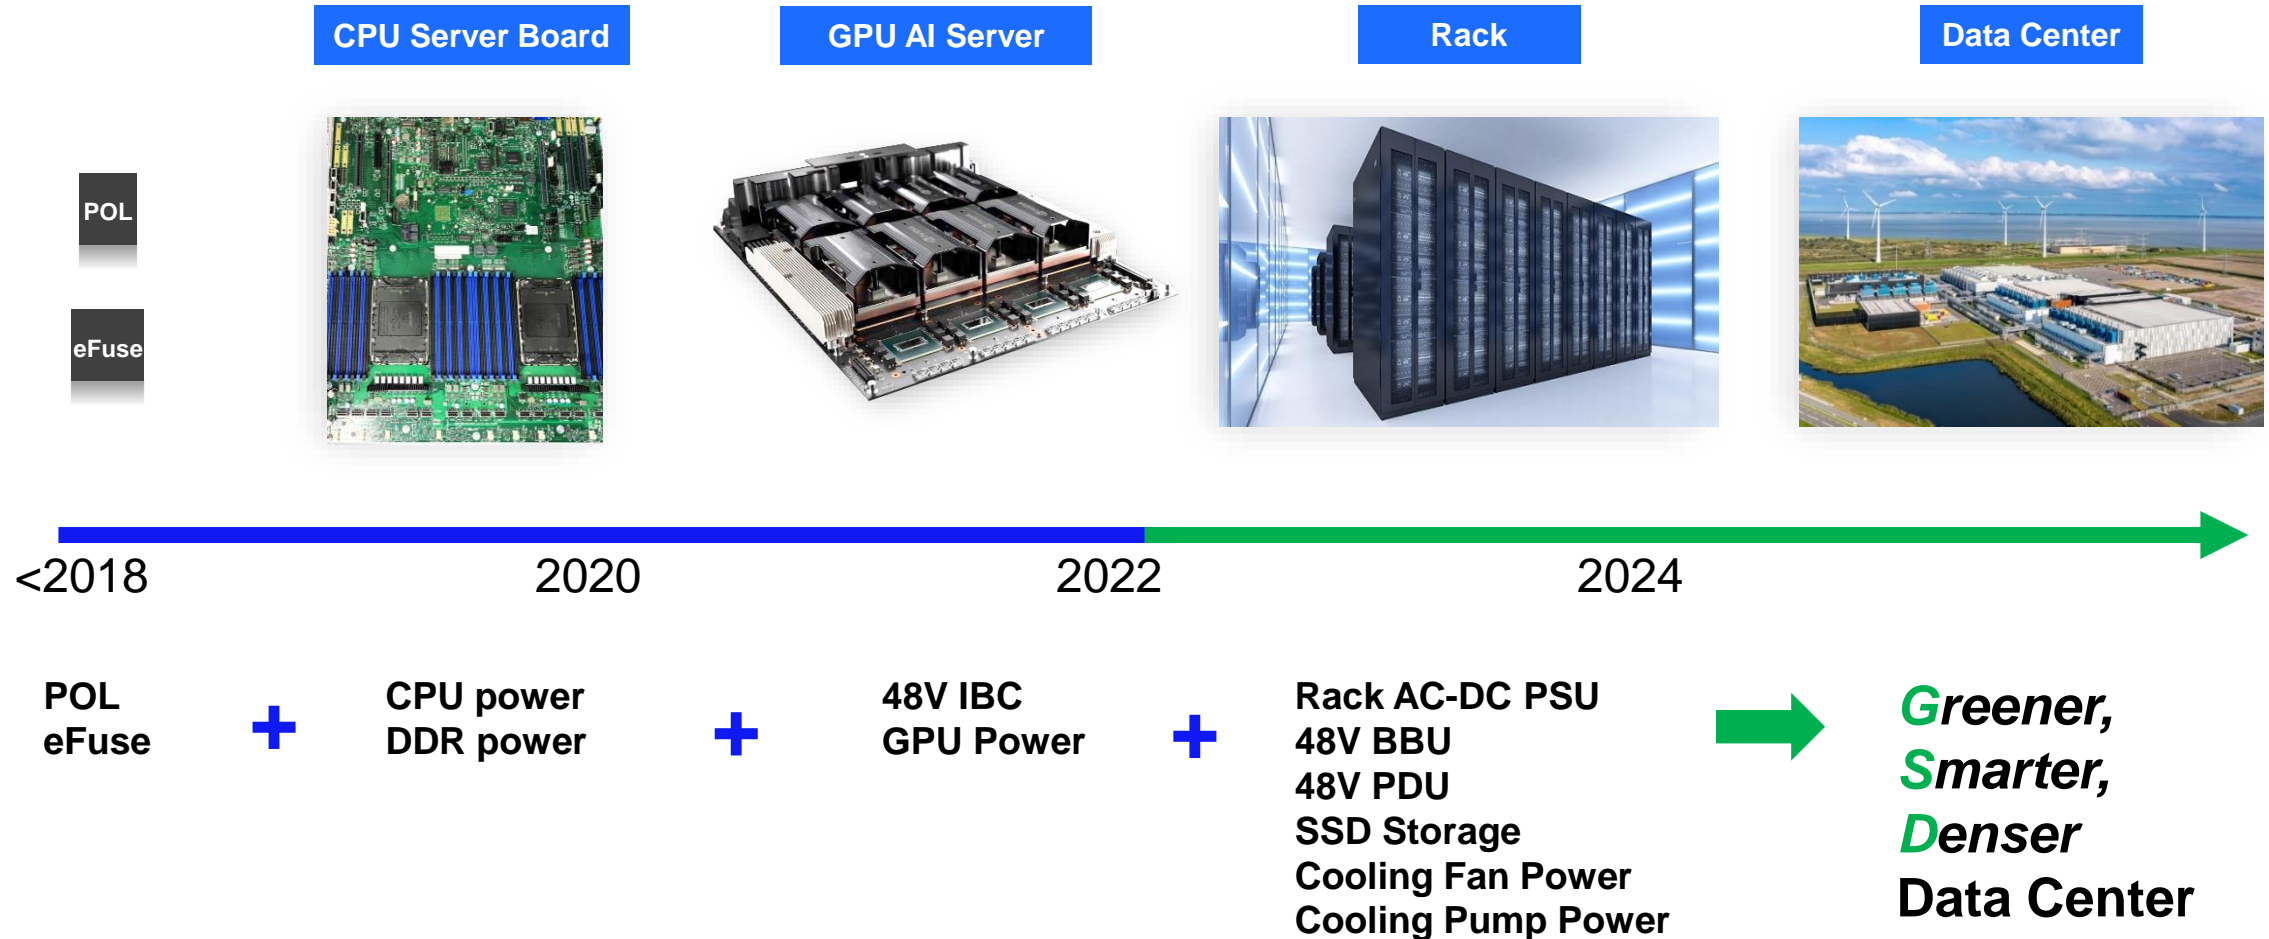 CPU Server Board
GPU AI Server
Rack
Data Center
POL
eFuse
<2018
2020
2022
2024
POL
eFuse
+
CPU power
DDR power
+
48V IBC
GPU Power
+
Rack AC-DC PSU
48V BBU
48V PDU
SSD Storage
Cooling Fan Power
Cooling Pump Power
Greener,
Smarter,
Denser
Data Center